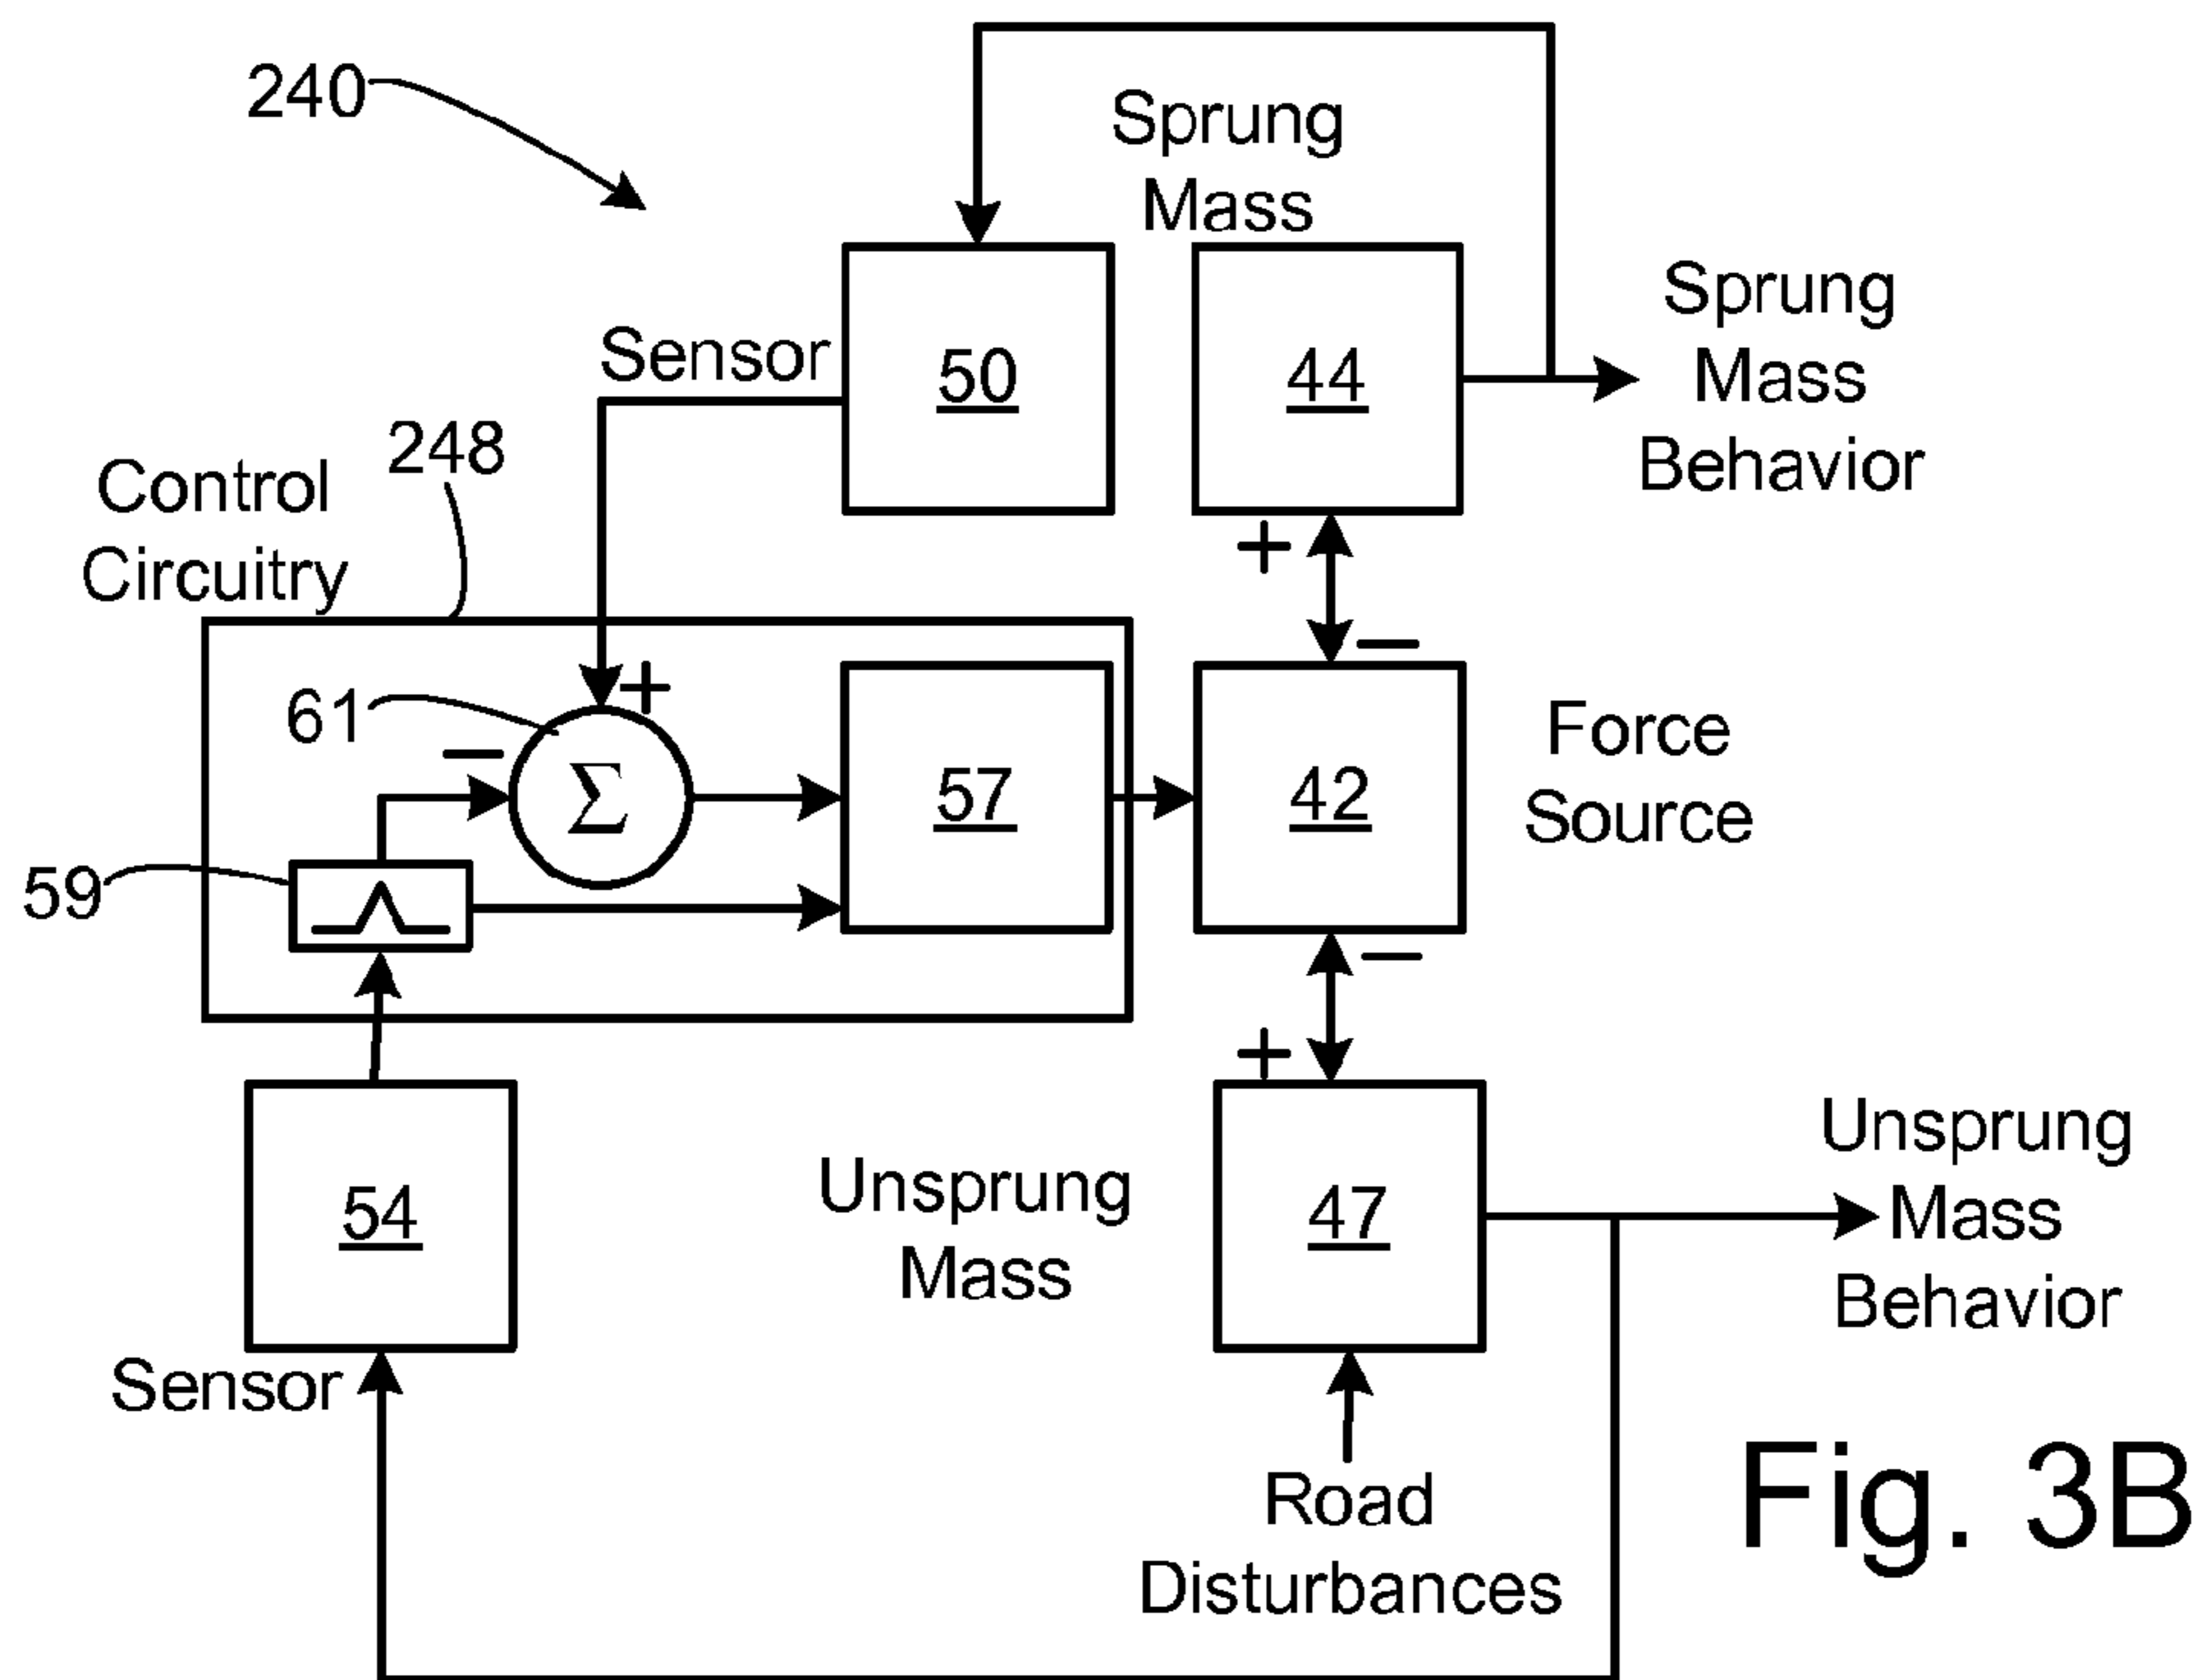 240
Sprung
Mass
Sprung
Mass
Behavior
Sensor
50
44
248
Control
Circuitry
+
−
+
61
−
Σ
57
42
Force
Source
59
−
+
54
Unsprung
Mass
47
Unsprung
Mass
Behavior
Sensor
Road
Disturbances
Fig. 3B